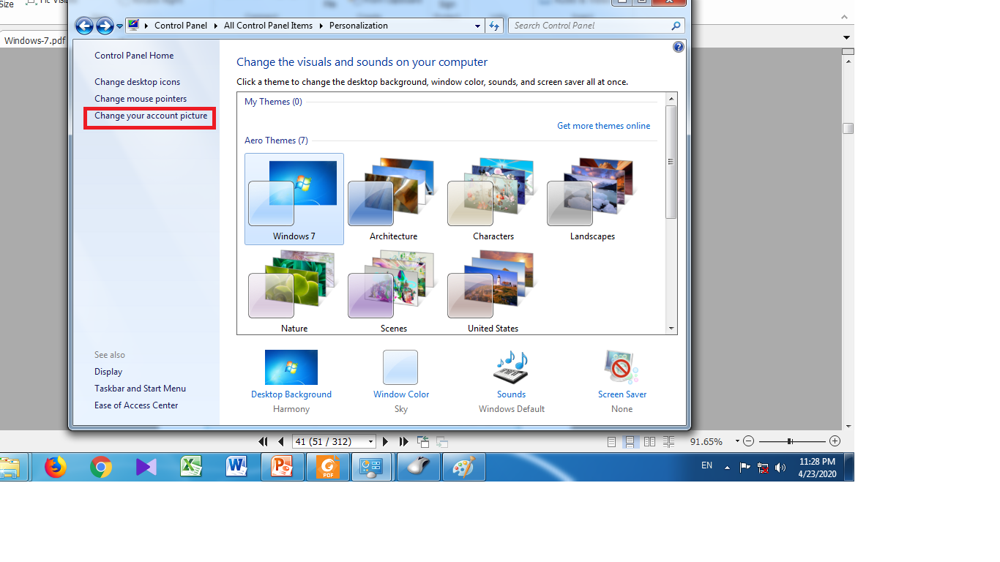 Size
Windows-7.pdf
Control Panel
All Control Panel Items
Personalization
Search Control Panel
Control Panel Home
Change desktop icons
Change mouse pointers
Change your account picture
See also
Display
Taskbar and Start Menu
Ease of Access Center
Change the visuals and sounds on your computer
Click a theme to change the desktop background, window color, sounds, and screen saver all at once.
My Themes (0)
Get more themes online
Aero Themes (7)
Windows 7
Architecture
Characters
Landscapes
Nature
Scenes
United States
Desktop Background
Harmony
Window Color
Sky
Sounds
Windows Default
Screen Saver
None
41 (51 / 312)
91.65%
PDF
EN
11:28 PM
4/23/2020